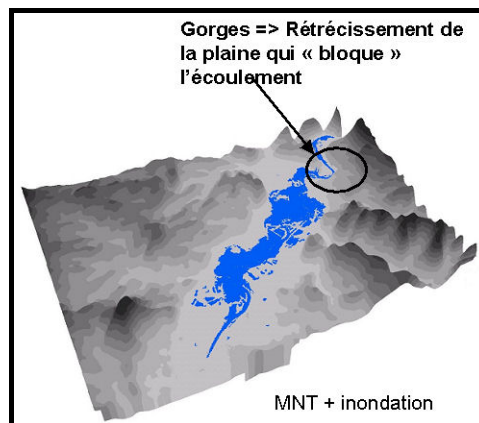 Gorges => Rétrécissement de
la plaine qui « bloque »
l'écoulement
MNT + inondation